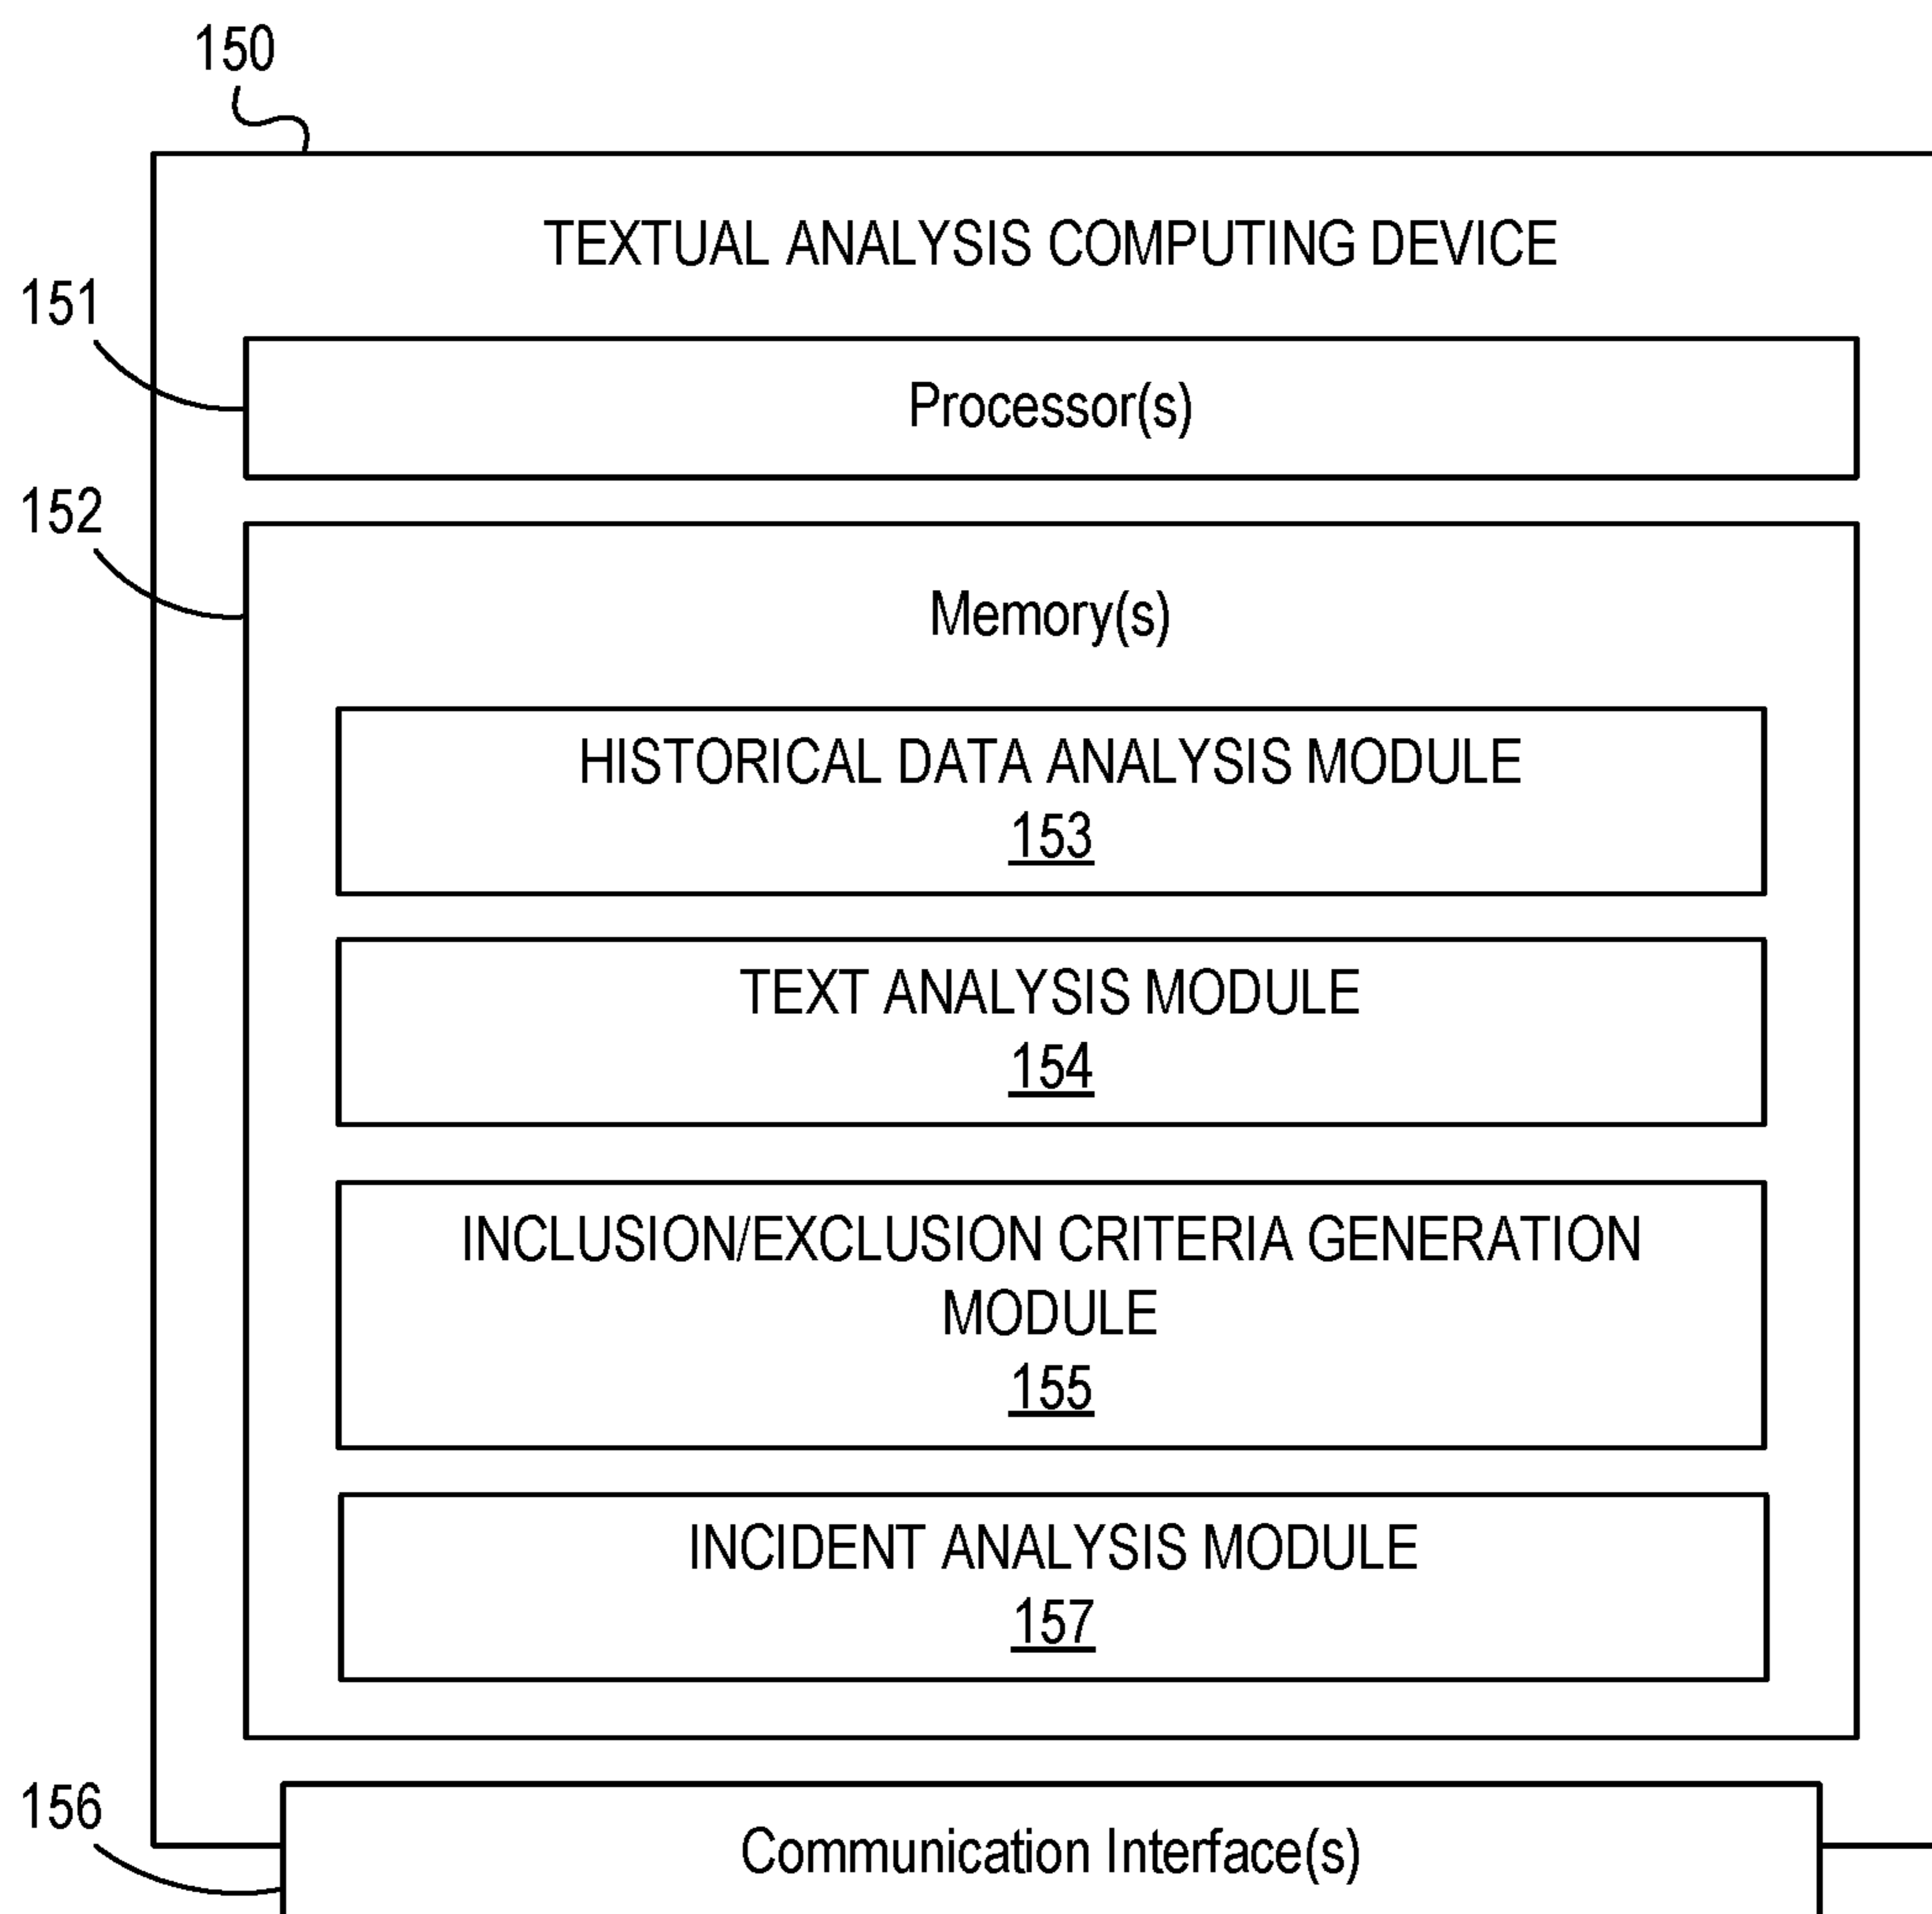 150
TEXTUAL ANALYSIS COMPUTING DEVICE
151
Processor(s)
152
Memory(s)
HISTORICAL DATA ANALYSIS MODULE
153
TEXT ANALYSIS MODULE
154
INCLUSION/EXCLUSION CRITERIA GENERATION
MODULE
155
INCIDENT ANALYSIS MODULE
157
156
Communication Interface(s)